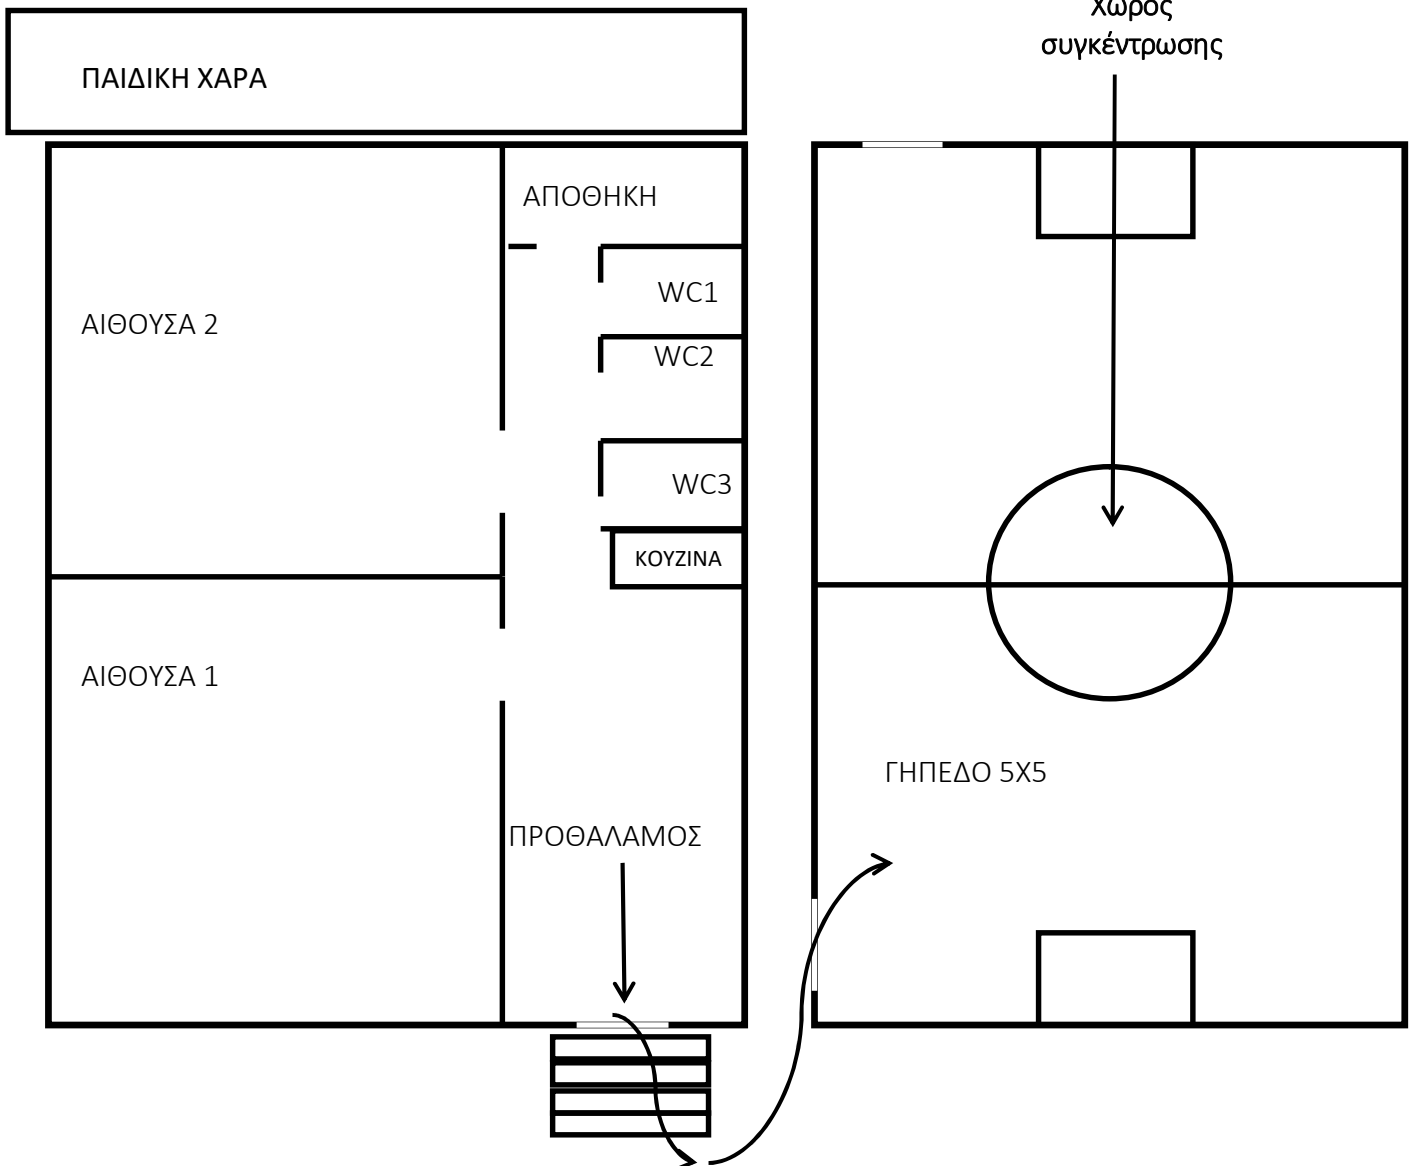 Χώρος
συγκέντρωσης
ΠΑΙΔΙΚΗ ΧΑΡΑ
ΑΠΟΘΗΚΗ
WC1
ΑΙΘΟΥΣΑ 2
WC2
WC3
ΚΟΥΖΙΝΑ
ΑΙΘΟΥΣΑ 1
ΓΗΠΕΔΟ 5Χ5
ΠΡΟΘΑΛΑΜΟΣ